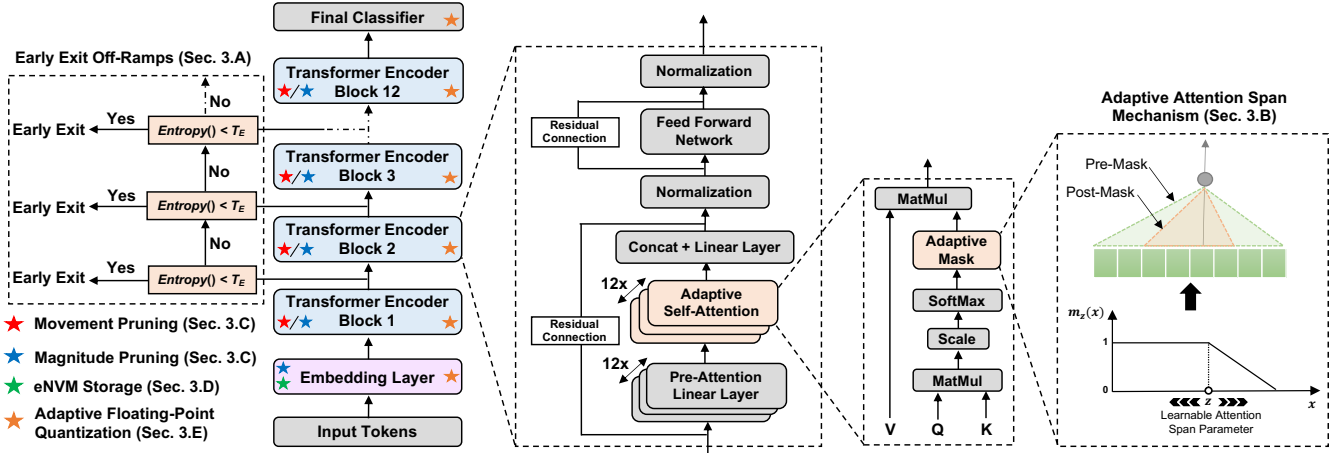 Early Exit Off-Ramps (Sec. 3.A)
No
Early Exit
Yes
Entropy() < T_E
No
Early Exit
Yes
Entropy() < T_E
No
Early Exit
Yes
Entropy() < T_E
Movement Pruning (Sec. 3.C)
Magnitude Pruning (Sec. 3.C)
eNVM Storage (Sec. 3.D)
Adaptive Floating-Point
Quantization (Sec. 3.E)
Final Classifier
Transformer Encoder
/ Block 12
Transformer Encoder
/ Block 3
Transformer Encoder
/ Block 2
Transformer Encoder
/ Block 1
Embedding Layer
Input Tokens
Normalization
Residual
Connection
Feed Forward
Network
Normalization
Concat + Linear Layer
12x
Adaptive
Self-Attention
Residual
Connection
12x
Pre-Attention
Linear Layer
MatMul
Adaptive
Mask
SoftMax
Scale
MatMul
V
Q
K
Adaptive Attention Span
Mechanism (Sec. 3.B)
Pre-Mask
Post-Mask
m_z(x)
1
0
z
x
Learnable Attention
Span Parameter